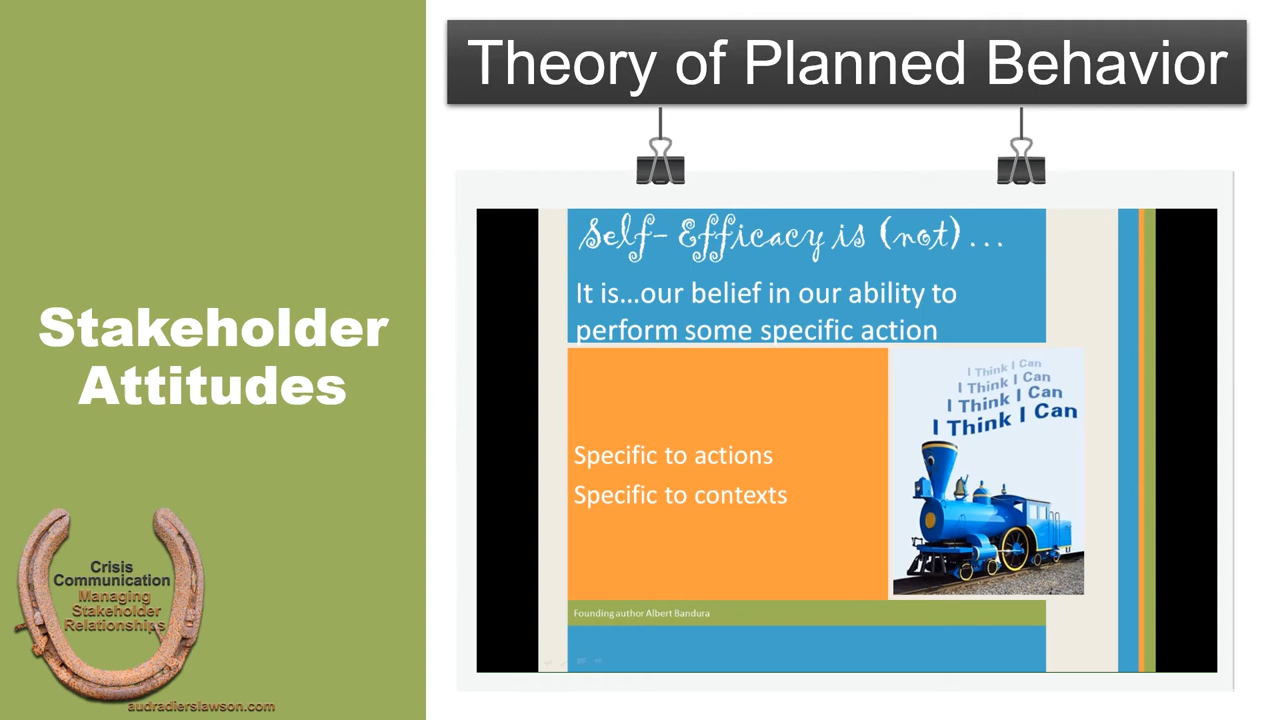 Theory of Planned Behavior
Stakeholder
Attitudes
Self-Efficacy is (not)...
It is...our belief in our ability to
perform some specific action
Specific to actions
Specific to contexts
I Think I Can
I Think I Can
I Think I Can
I Think I Can
Founding author Albert Bandura
Crisis
Communication
Managing
Stakeholder
Relationships
audradierslawson.com